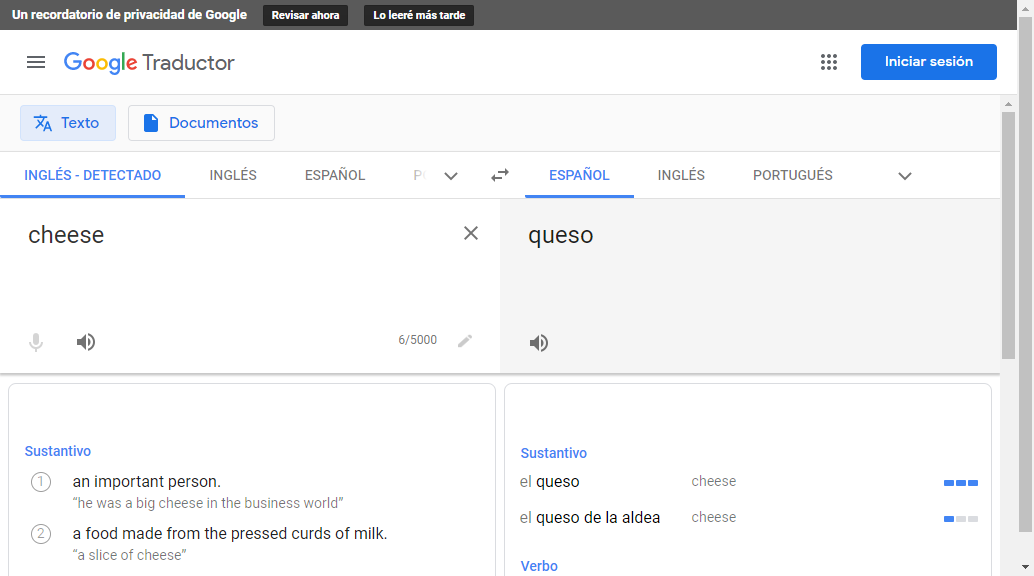 Un recordatorio de privacidad de Google Revisar ahora Lo leeré más tarde
Google Traductor Iniciar sesión
Texto Documentos
INGLÉS - DETECTADO INGLÉS ESPAÑOL ESPAÑOL INGLÉS PORTUGUÉS
cheese queso
6/5000
Sustantivo
1 an important person.
“he was a big cheese in the business world”
2 a food made from the pressed curds of milk.
“a slice of cheese”
Sustantivo
el queso cheese
el queso de la aldea cheese
Verbo